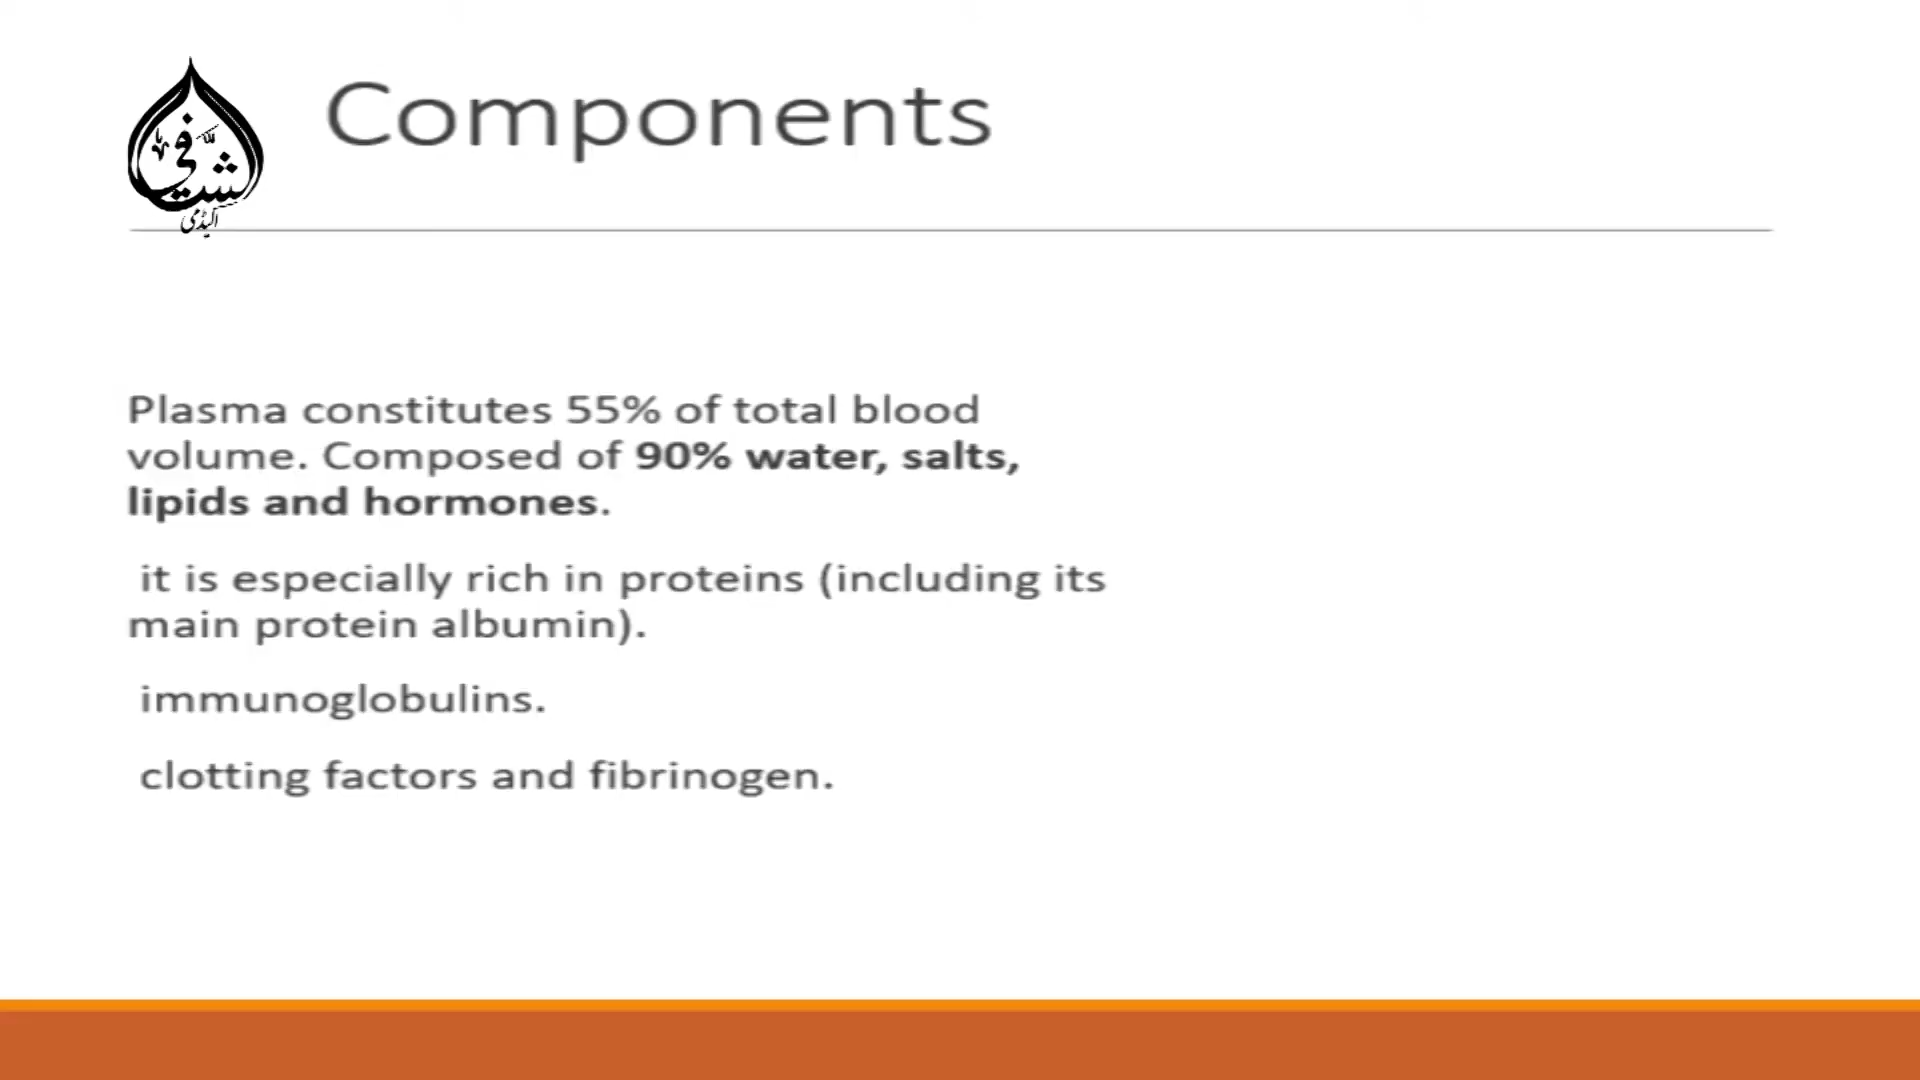 Components
اکیڈمی
Plasma constitutes 55% of total blood
volume. Composed of 90% water, salts,
lipids and hormones.
it is especially rich in proteins (including its
main protein albumin).
immunoglobulins.
clotting factors and fibrinogen.